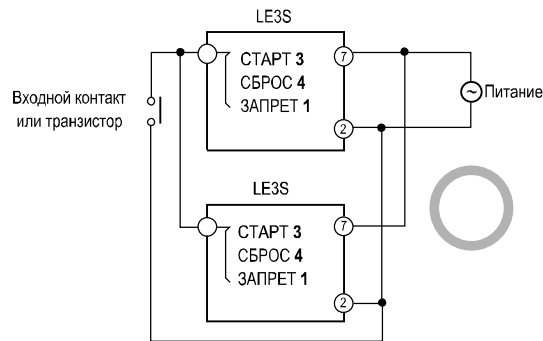 LE3S
СТАРТ 3
СБРОС 4
ЗАПРЕТ 1
7
2
Входной контакт
или транзистор
~
Питание
LE3S
СТАРТ 3
СБРОС 4
ЗАПРЕТ 1
7
2